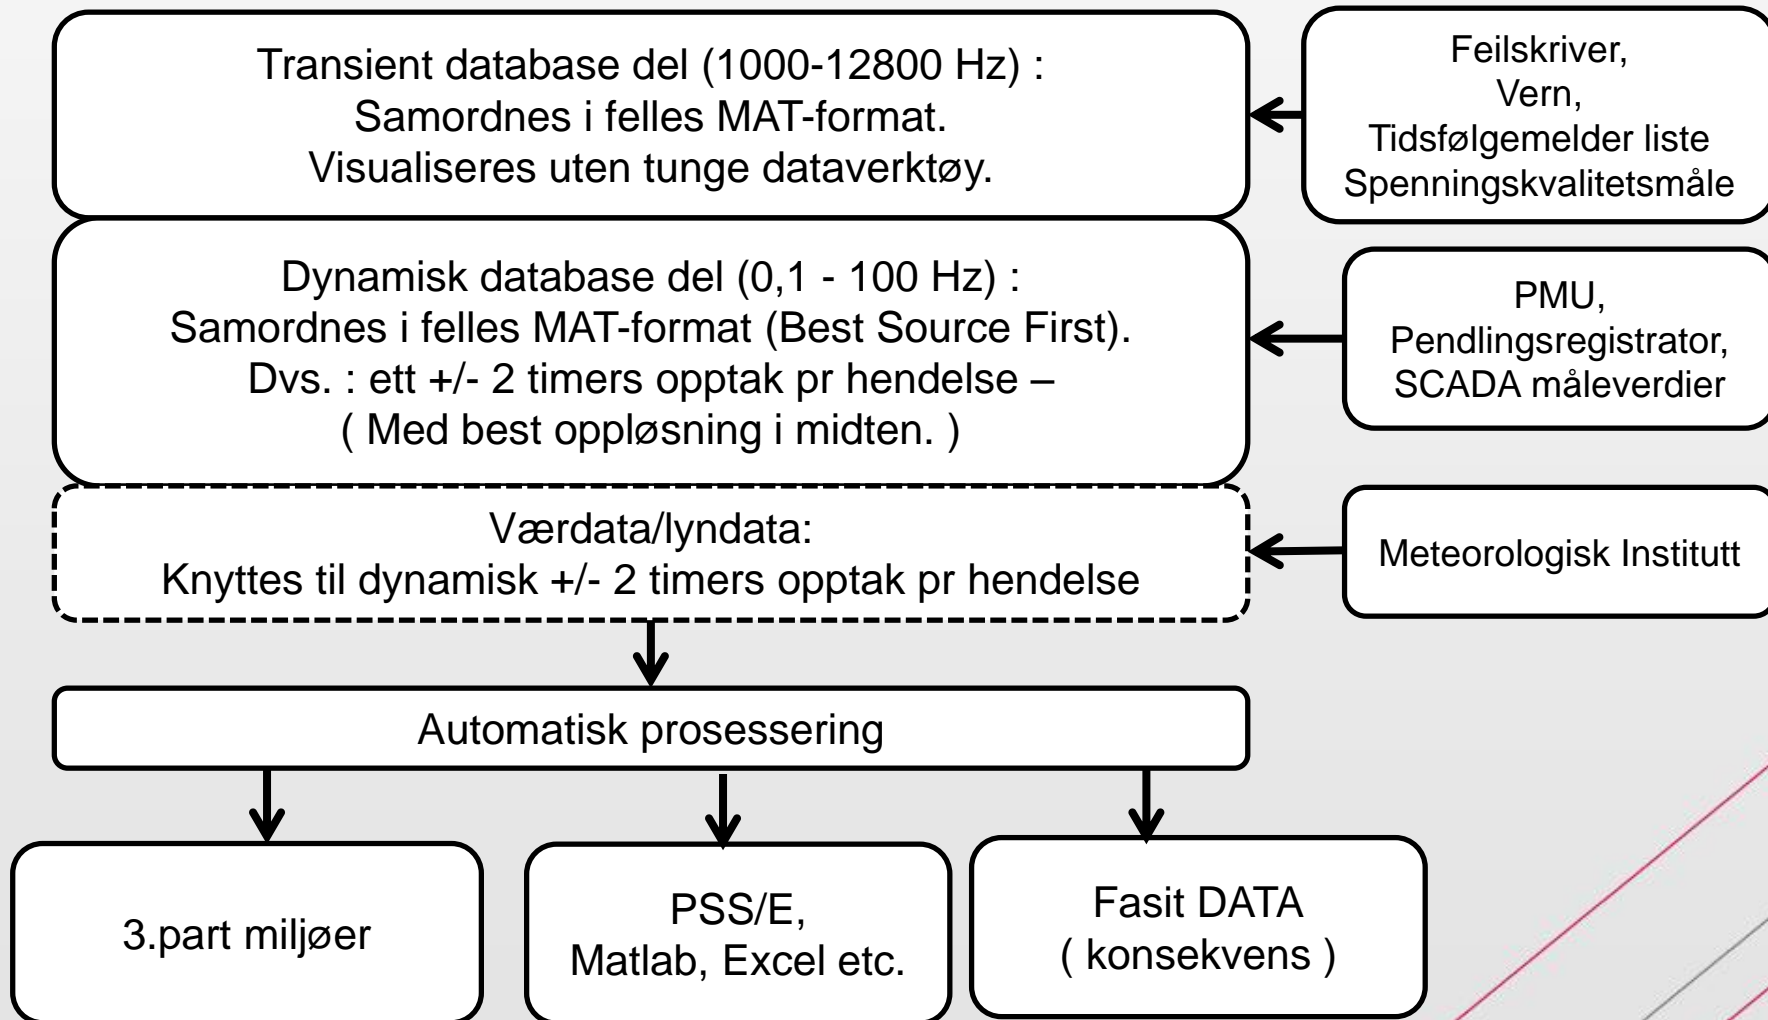 Transient database del (1000-12800 Hz) :
Samordnes i felles MAT-format.
Visualiseres uten tunge dataverktøy.
Feilskriver,
Vern,
Tidsfølgemelder liste
Spenningskvalitetsmåle
Dynamisk database del (0,1 - 100 Hz) :
Samordnes i felles MAT-format (Best Source First).
Dvs. : ett +/- 2 timers opptak pr hendelse –
( Med best oppløsning i midten. )
PMU,
Pendlingsregistrator,
SCADA måleverdier
Værdata/lyndata:
Knyttes til dynamisk +/- 2 timers opptak pr hendelse
Meteorologisk Institutt
Automatisk prosessering
3.part miljøer
PSS/E,
Matlab, Excel etc.
Fasit DATA
( konsekvens )